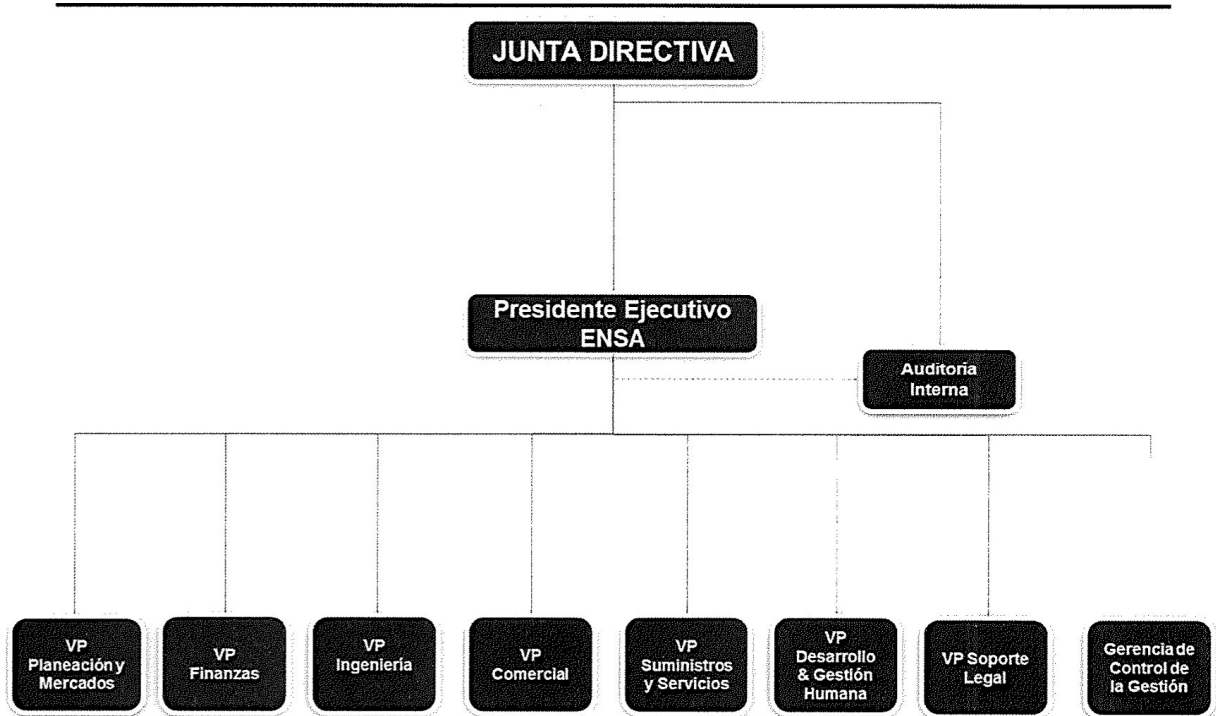 JUNTA DIRECTIVA
Presidente Ejecutivo
ENSA
Auditoría
Interna
VP
Planeación y
Mercados
VP
Finanzas
VP
Ingeniería
VP
Comercial
VP
Suministros
y Servicios
VP
Desarrollo
& Gestión
Humana
VP Soporte
Legal
Gerencia de
Control de
la Gestión